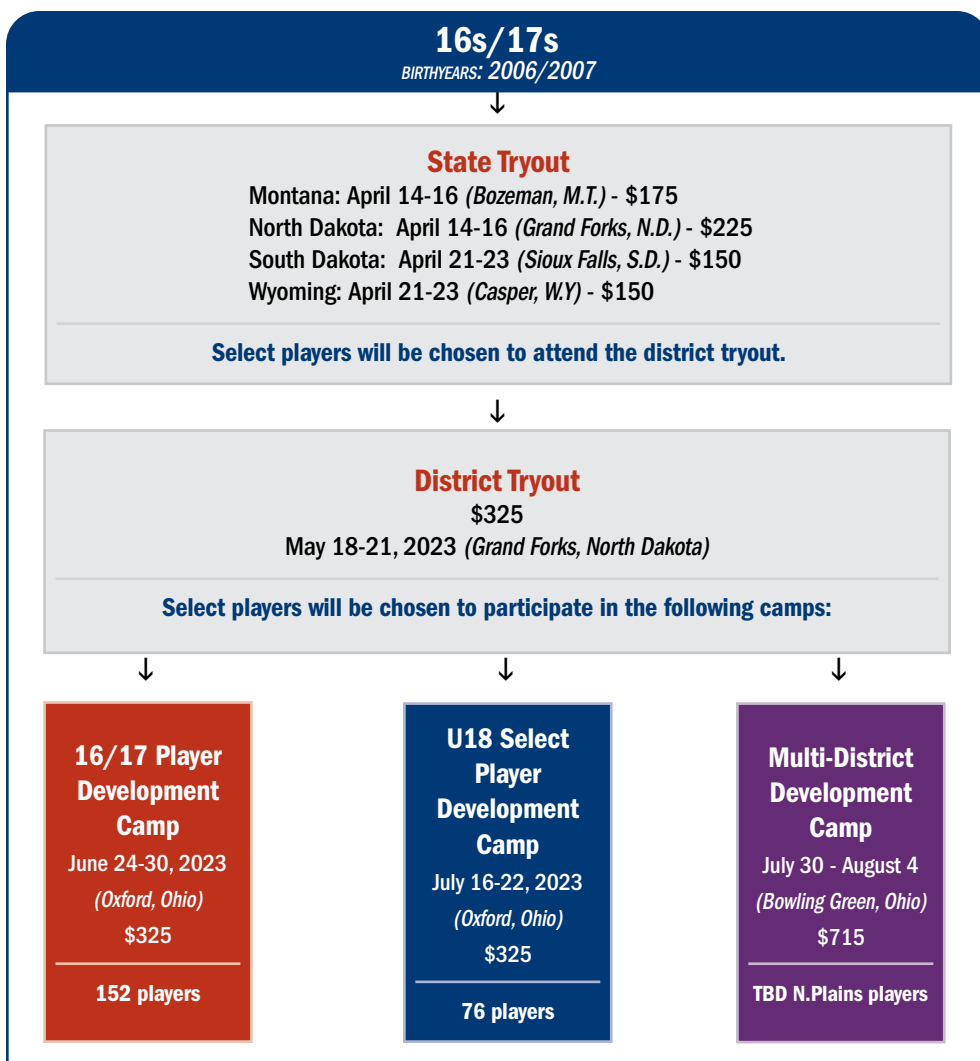 16s/17s
BIRTHYEARS: 2006/2007
State Tryout
Montana: April 14-16 (Bozeman, M.T.) - $175
North Dakota: April 14-16 (Grand Forks, N.D.) - $225
South Dakota: April 21-23 (Sioux Falls, S.D.) - $150
Wyoming: April 21-23 (Casper, W.Y) - $150
Select players will be chosen to attend the district tryout.
District Tryout
$325
May 18-21, 2023 (Grand Forks, North Dakota)
Select players will be chosen to participate in the following camps:
16/17 Player
Development
Camp
June 24-30, 2023
(Oxford, Ohio)
$325
152 players
U18 Select
Player
Development
Camp
July 16-22, 2023
(Oxford, Ohio)
$325
76 players
Multi-District
Development
Camp
July 30 - August 4
(Bowling Green, Ohio)
$715
TBD N.Plains players